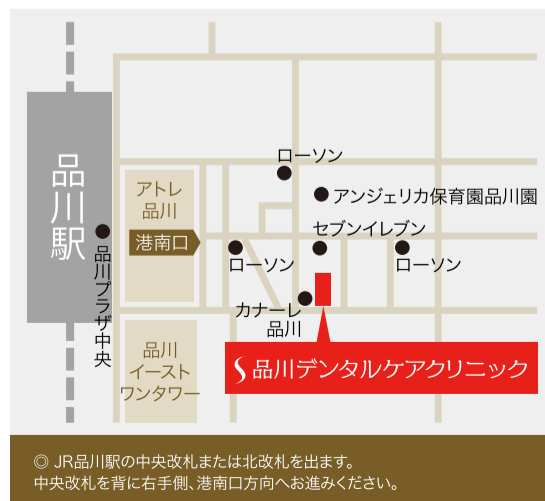 ローソン
アトレ
品川
アンジェリカ保育園品川園
品川駅
港南口
セブンイレブン
品川プラザ中央
ローソン
ローソン
カナーレ
品川
品川
イースト
ワンタワー
品川デンタルケアクリニック
◎ JR品川駅の中央改札または北改札を出ます。
中央改札を背に右手側、港南口方向へお進みください。